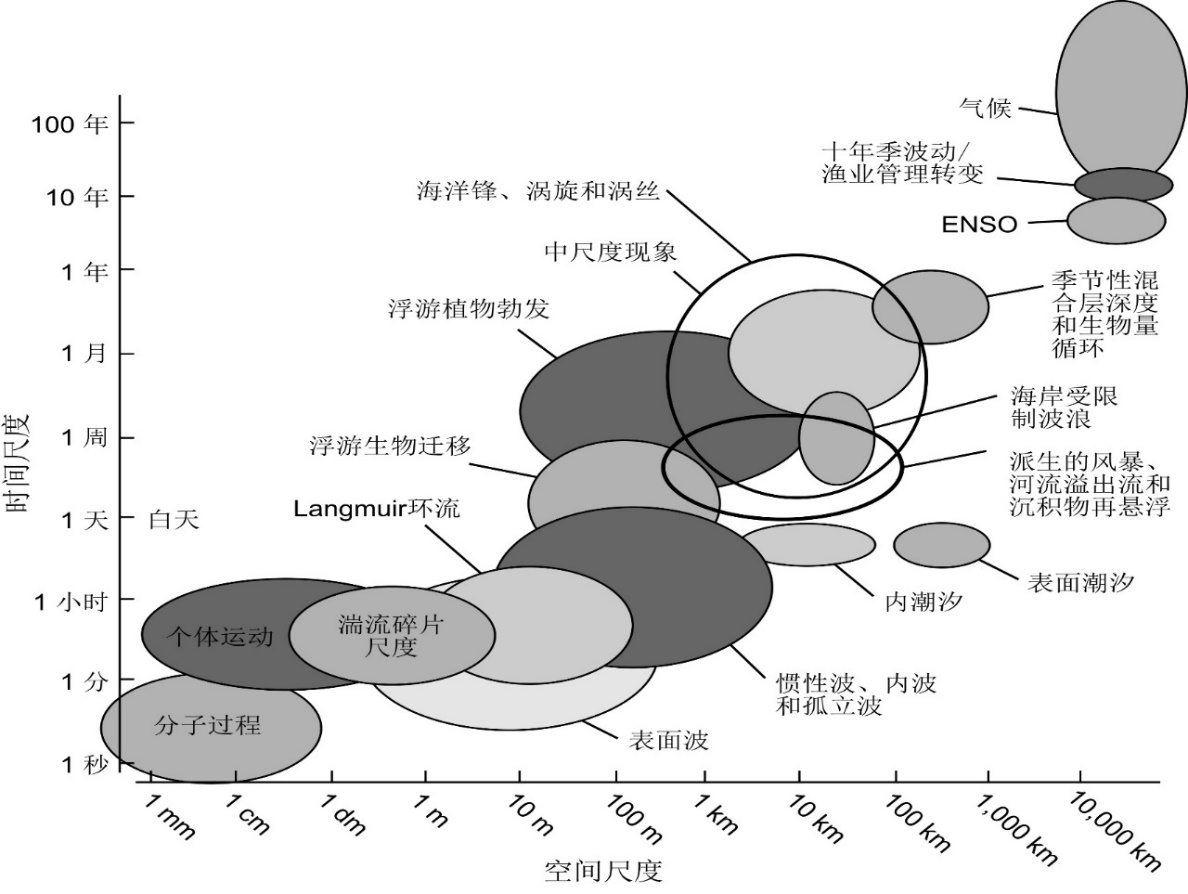 气候
100 年
十年季波动/
渔业管理转变
海洋锋、涡旋和涡丝
10 年
ENSO
中尺度现象
1 年
季节性混
合层深度
和生物量
循环
浮游植物勃发
1 月
海岸受限
制波浪
时间尺度
1 周
浮游生物迁移
派生的风暴、
河流溢出流和
沉积物再悬浮
Langmuir环流
1 天
白天
表面潮汐
内潮汐
1 小时
个体运动
湍流碎片
尺度
1 分
惯性波、内波
和孤立波
分子过程
表面波
1 秒
1 mm
1 cm
1 dm
1 m
10 m
100 m
1 km
10 km
100 km
1,000 km
10,000 km
空间尺度